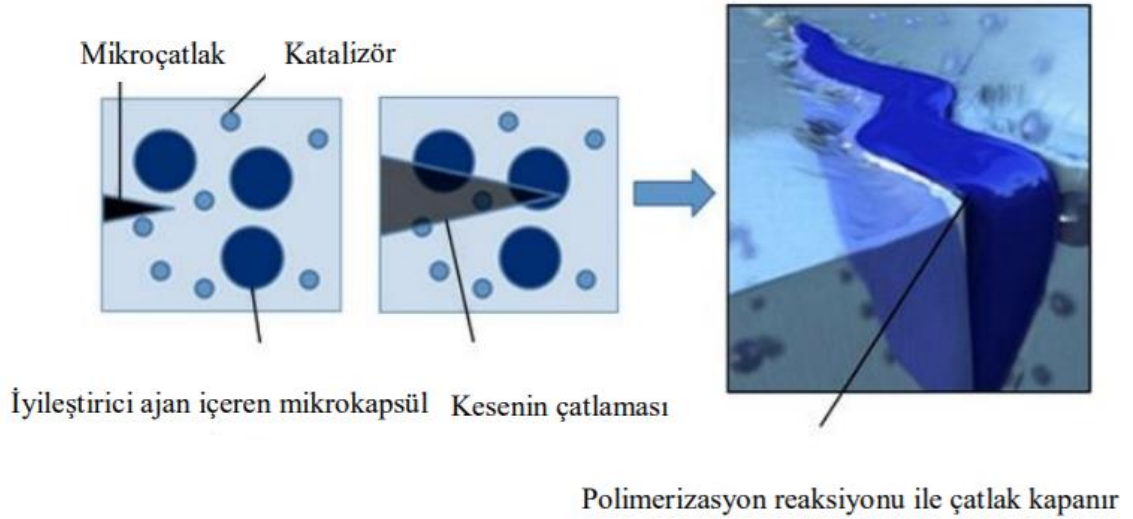 Mikroçatlak
Katalizör
İyileştirici ajan içeren mikrokapsül
Kesenin çatlaması
Polimerizasyon reaksiyonu ile çatlak kapanır